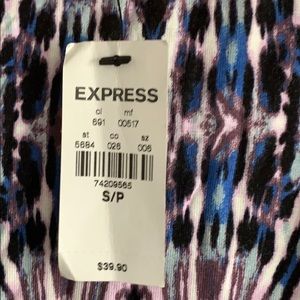 EXPRESS
cl mf
691 00517
st co sz
5684 026 006
74209565
S/P
$39.90